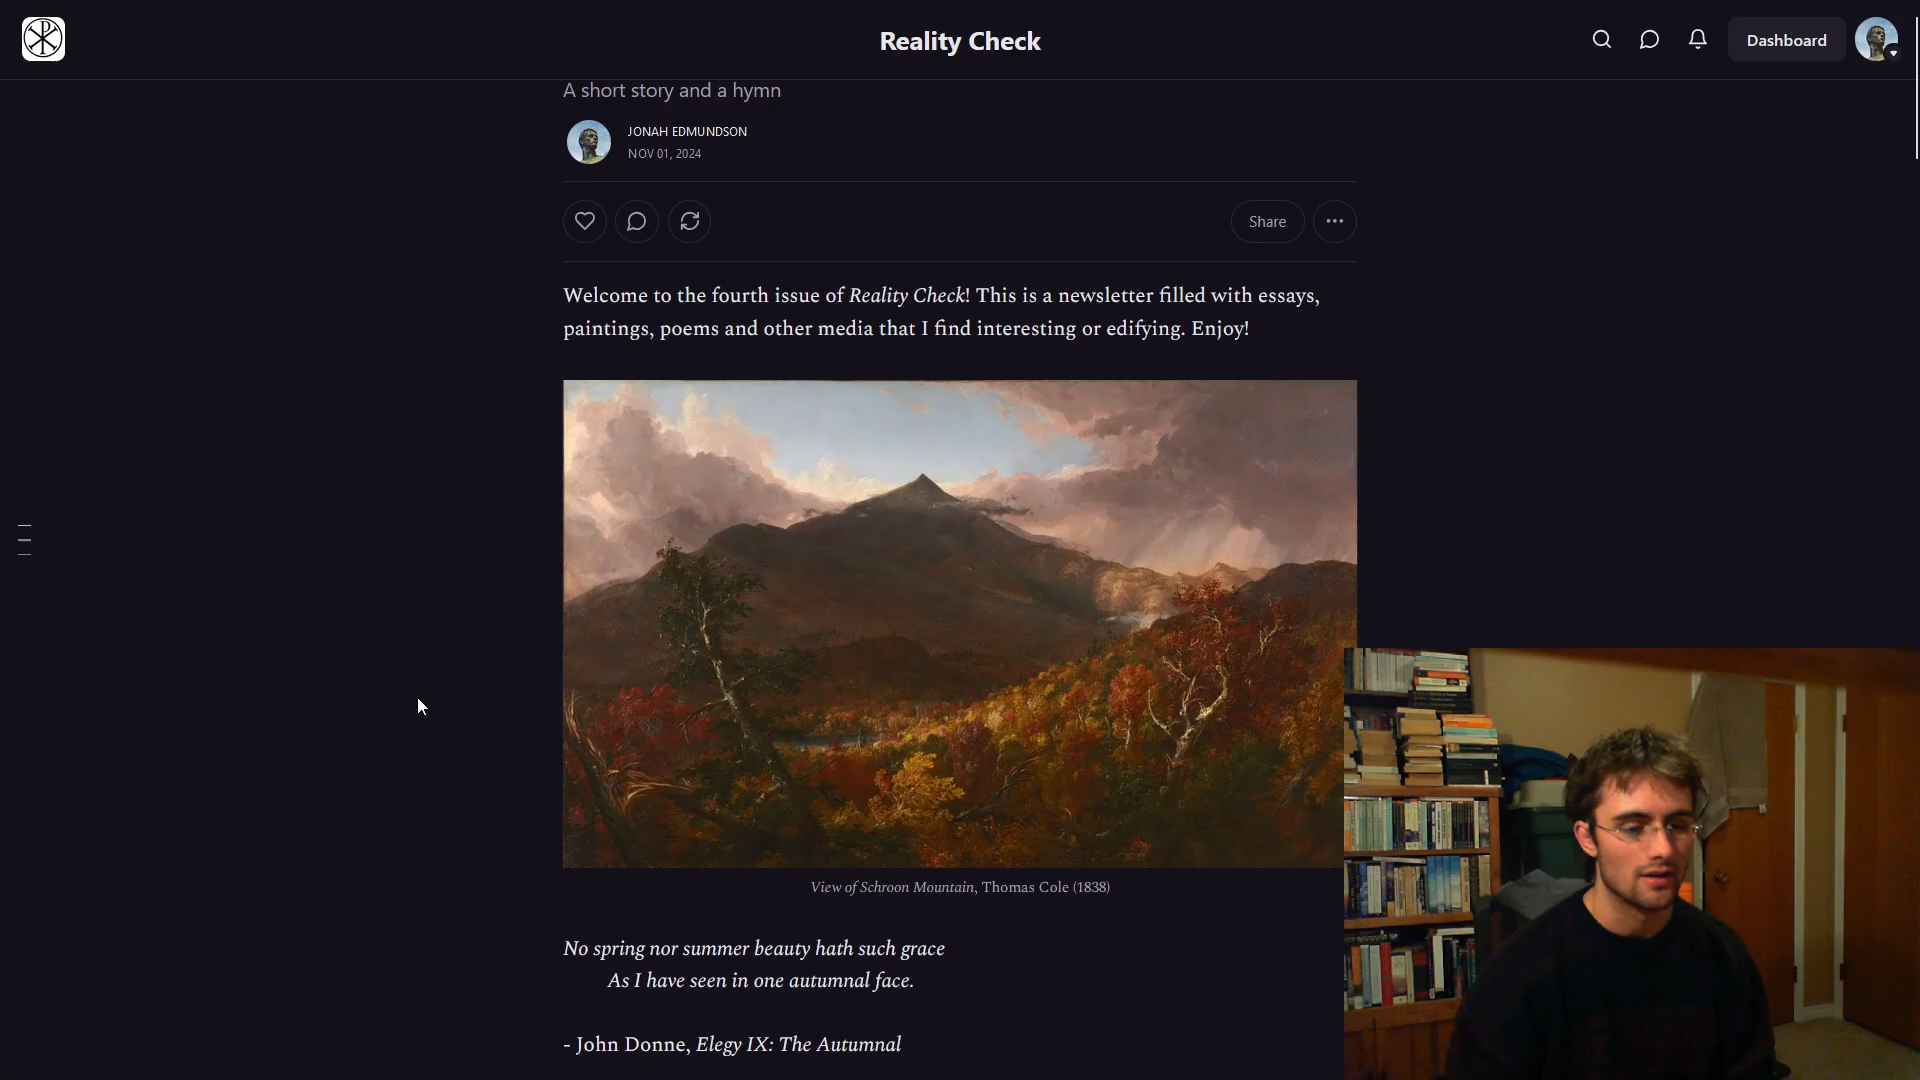 Reality Check
Dashboard
A short story and a hymn
JONAH EDMUNDSON
NOV 01, 2024
Share
Welcome to the fourth issue of Reality Check! This is a newsletter filled with essays,
paintings, poems and other media that I find interesting or edifying. Enjoy!
View of Schroon Mountain, Thomas Cole (1838)
No spring nor summer beauty hath such grace
As I have seen in one autumnal face.
- John Donne, Elegy IX: The Autumnal